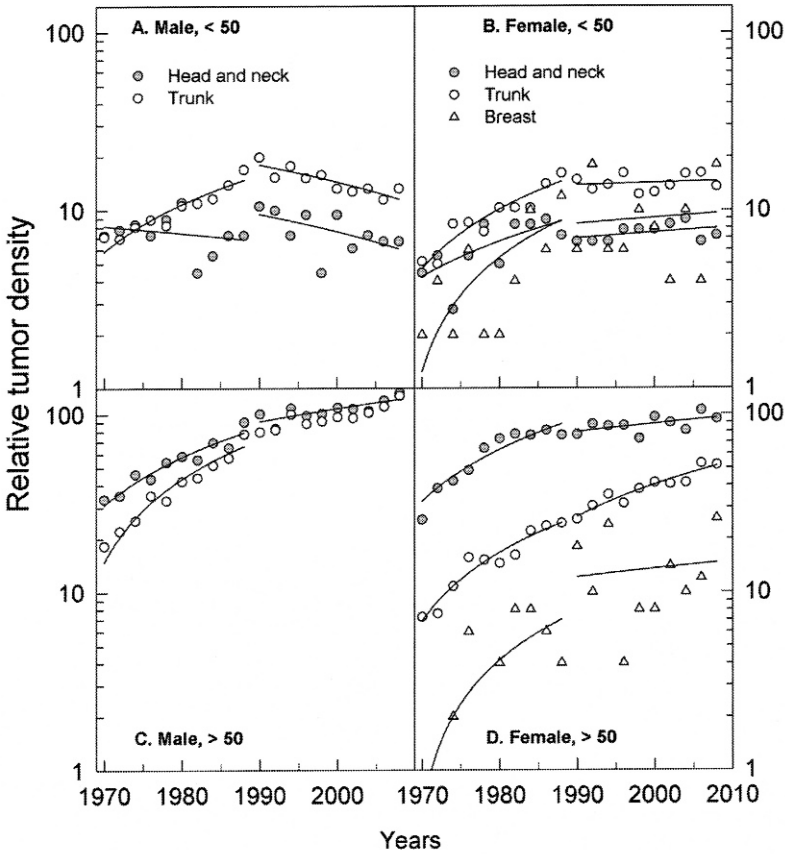 Relative tumor density
A. Male, < 50
Head and neck
Trunk
B. Female, < 50
Head and neck
Trunk
Breast
100
10
1
100
10
1
100
10
1
100
10
1
C. Male, > 50
D. Female, > 50
1970 1980 1990 2000 1970 1980 1990 2000 2010
Years